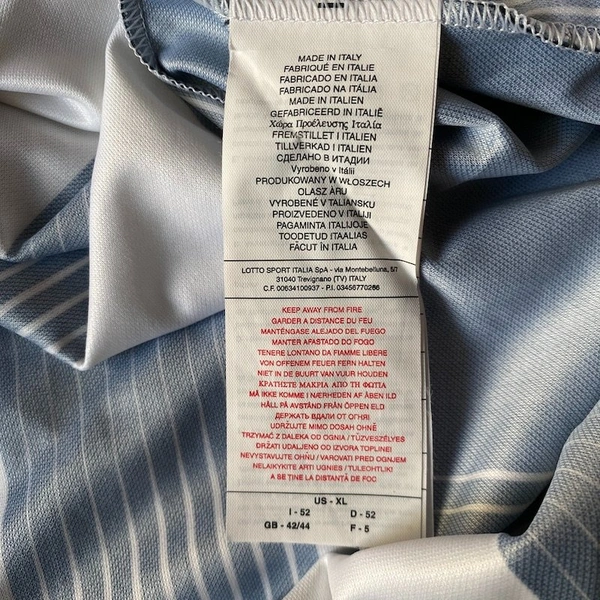 MADE IN ITALY
FABRIQUÉ EN ITALIE
FABRICADO EN ITALIA
FABRICADO NA ITÁLIA
MADE IN ITALIEN
GEFABRICEERD IN ITALIË
Χώρα Προέλευσης Ιταλία
FREMSTILLET I ITALIEN
TILLVERKAD I ITALIEN
СДЕЛАНО В ИТАДИИ
Vyrobeno v Itálii
PRODUKOWANY W WŁOSZECH
OLASZ ÁRU
VYROBENÉ V TALIANSKU
PROIZVEDENO V ITALIJI
PAGAMINTA ITALIJOJE
TOODETUD ITAALIAS
FĂCUT ÎN ITALIA
LOTTO SPORT ITALIA SpA - via Montebelluna, 57
31040 Trevignano (TV) ITALY
C.F. 00634100937 - P.I. 03456770266
KEEP AWAY FROM FIRE
GARDER A DISTANCE DU FEU
MANTÉNGASE ALEJADO DEL FUEGO
MANTER AFASTADO DO FOGO
TENERE LONTANO DA FIAMME LIBERE
VON OFFENEM FEUER FERN HALTEN
NIET IN DE BUURT VAN VUUR HOUDEN
ΚΡΑΤΗΣΤΕ ΜΑΚΡΙΑ ΑΠΟ ΤΗ ΦΩΤΙΑ
MÅ IKKE KOMME I NÆRHEDEN AF ÅBEN ILD
HÅLL PÅ AVSTÅND FRÅN ÖPPEN ELD
ДЕРЖАТЬ ВДАЛИ ОТ ОГНЯ!
UDRŽUJTE MIMO DOSAH OHNĚ
TRZYMAĆ Z DALEKA OD OGNIA / TŰZVESZÉLYES
DRŽATI UDALJENO OD IZVORA TOPLINE!
NEVYSTAVUJTE OHŇU / VAROVATI PRED OGNJEM
NELAIKYKITE ARTI UGNIES / TULEOHTLIKI
A SE ȚINE LA DISTANȚĂ DE FOC
US - XL
I - 52 D - 52
GB - 42/44 F - 5